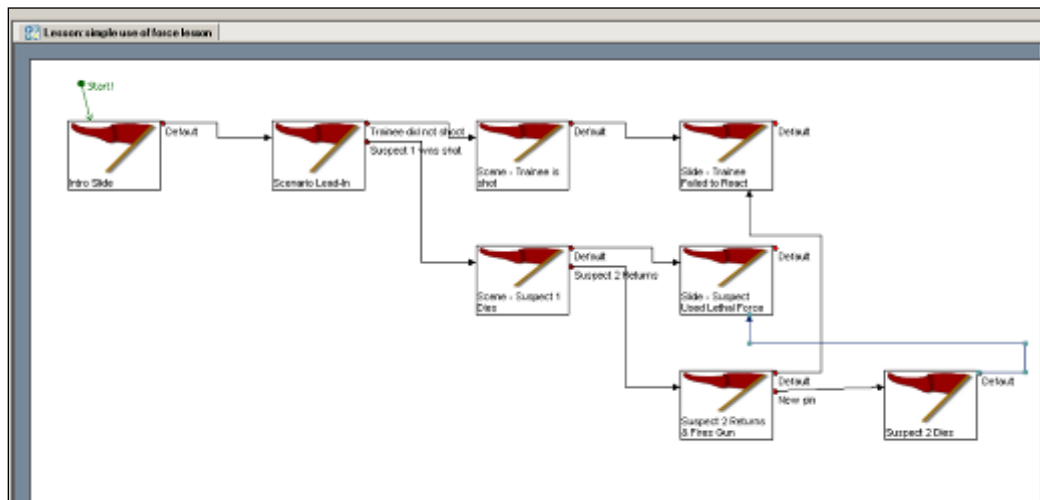 Lesson: simple use of force lesson
Start!
Default
Intro Slide
Trainee did not shoot
Suspect 1 was shot
Scenario Lead-In
Default
Scene - Trainee is
shot
Default
Slide - Trainee
Failed to React
Default
Suspect 2 Returns
Scene - Suspect 1
Dies
Default
Slide - Suspect
Used Lethal Force
Default
New pin
Suspect 2 Returns
& Fires Gun
Default
Suspect 2 Dies